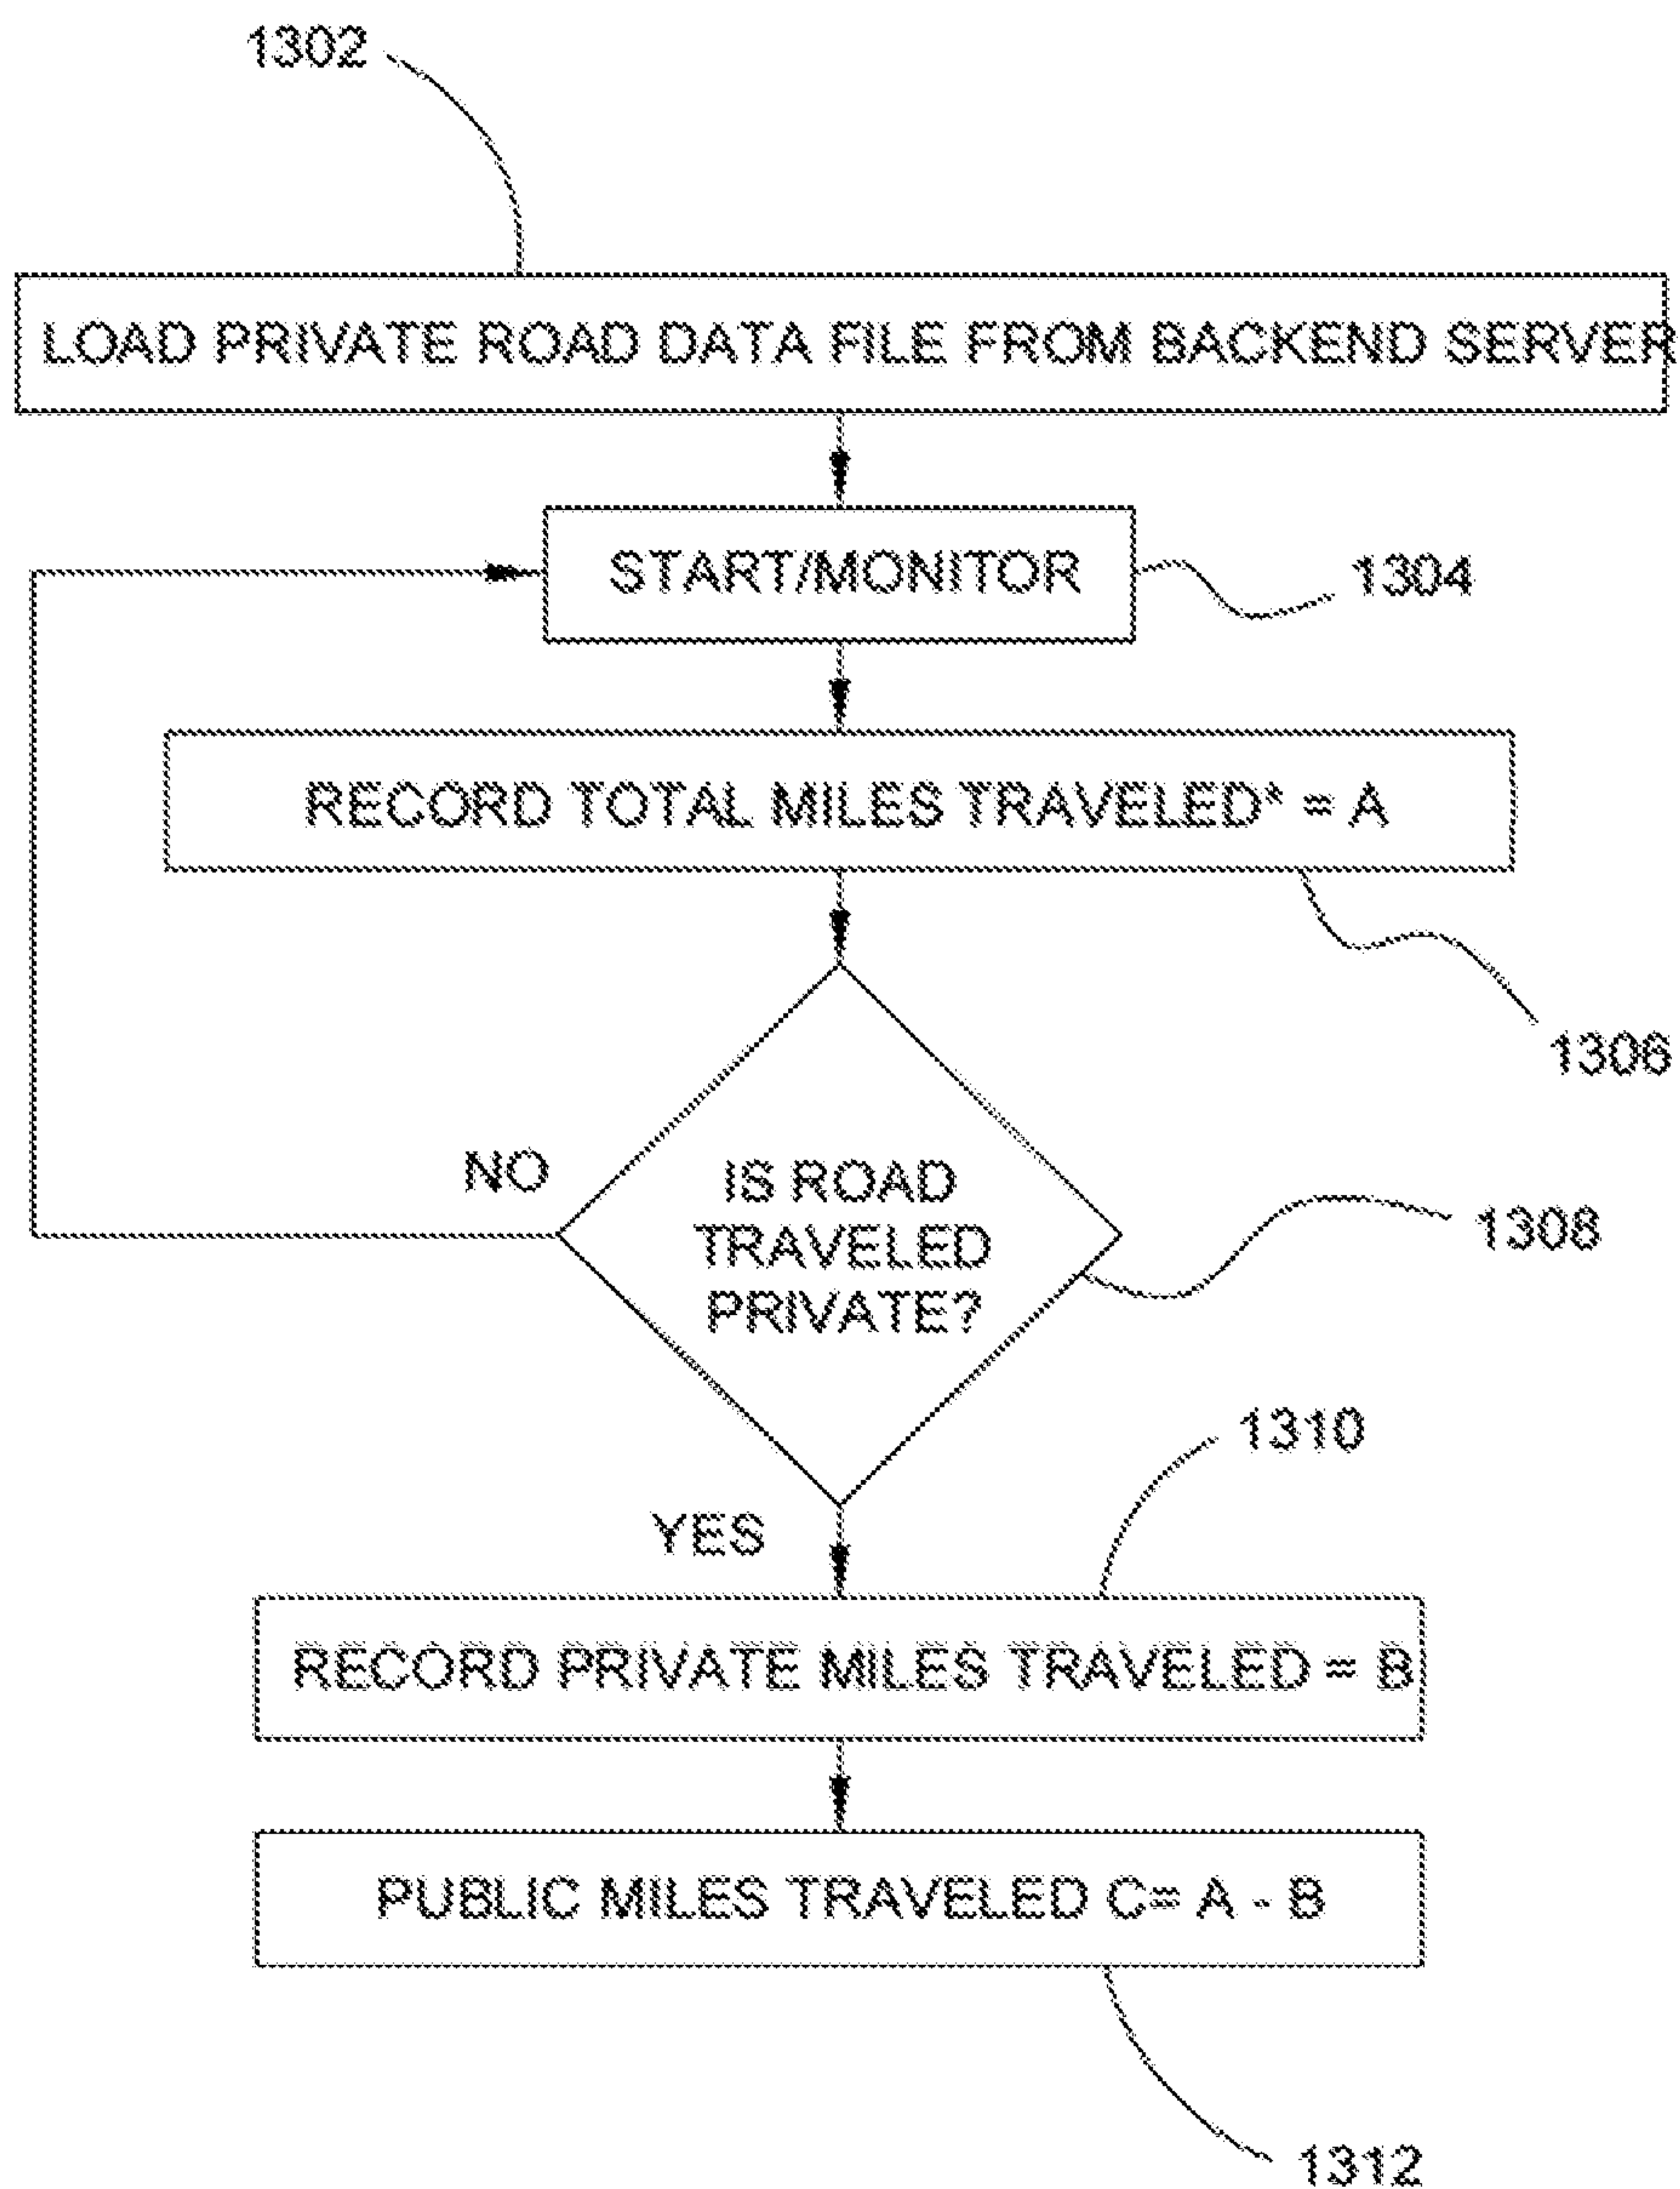 1302
LOAD PRIVATE ROAD DATA FILE FROM BACKEND SERVER
START/MONITOR
1304
RECORD TOTAL MILES TRAVELED* = A
1306
NO
IS ROAD
TRAVELED
PRIVATE?
1308
1310
YES
RECORD PRIVATE MILES TRAVELED = B
PUBLIC MILES TRAVELED C= A - B
1312